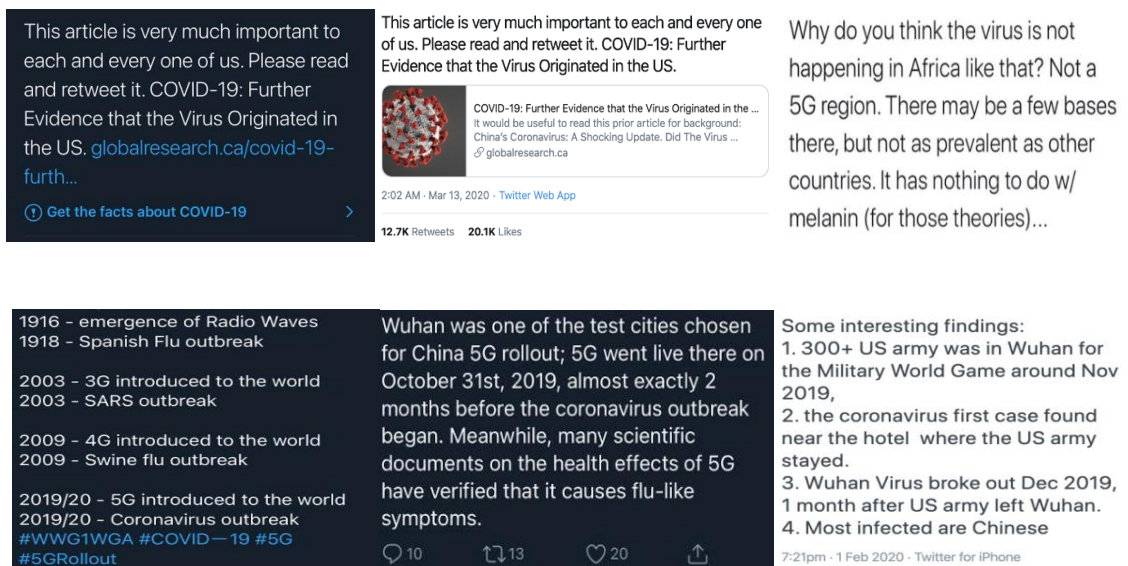 This article is very much important to
each and every one of us. Please read
and retweet it. COVID-19: Further
Evidence that the Virus Originated in
the US. globalresearch.ca/covid-19-
furth...
Get the facts about COVID-19
This article is very much important to each and every one
of us. Please read and retweet it. COVID-19: Further
Evidence that the Virus Originated in the US.
COVID-19: Further Evidence that the Virus Originated in the ...
It would be useful to read this prior article for background:
China's Coronavirus: A Shocking Update. Did The Virus ...
globalresearch.ca
2:02 AM · Mar 13, 2020 · Twitter Web App
12.7K Retweets 20.1K Likes
Why do you think the virus is not
happening in Africa like that? Not a
5G region. There may be a few bases
there, but not as prevalent as other
countries. It has nothing to do w/
melanin (for those theories)...
1916 - emergence of Radio Waves
1918 - Spanish Flu outbreak
2003 - 3G introduced to the world
2003 - SARS outbreak
2009 - 4G introduced to the world
2009 - Swine flu outbreak
2019/20 - 5G introduced to the world
2019/20 - Coronavirus outbreak
#WWG1WGA #COVID—19 #5G
#5GRollout
Wuhan was one of the test cities chosen
for China 5G rollout; 5G went live there on
October 31st, 2019, almost exactly 2
months before the coronavirus outbreak
began. Meanwhile, many scientific
documents on the health effects of 5G
have verified that it causes flu-like
symptoms.
10 13 20
Some interesting findings:
1. 300+ US army was in Wuhan for
the Military World Game around Nov
2019,
2. the coronavirus first case found
near the hotel where the US army
stayed.
3. Wuhan Virus broke out Dec 2019,
1 month after US army left Wuhan.
4. Most infected are Chinese
7:21pm · 1 Feb 2020 · Twitter for iPhone